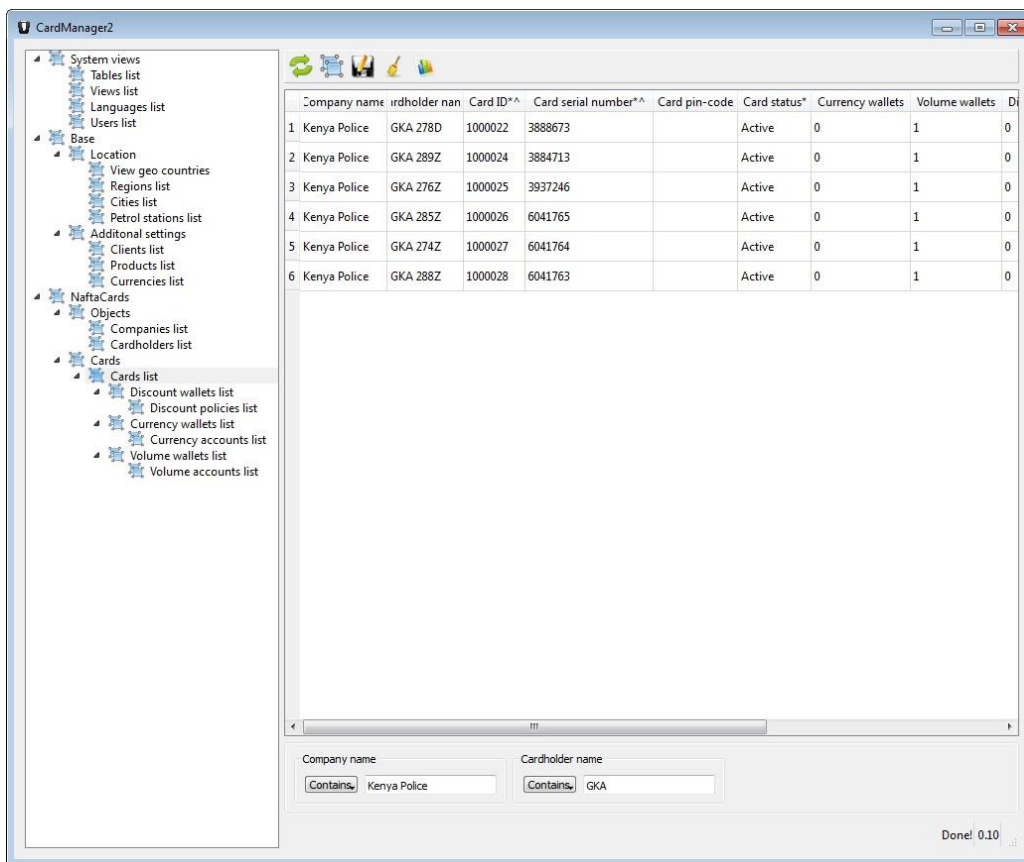 CardManager2
System views
Tables list
Views list
Languages list
Users list
Base
Location
View geo countries
Regions list
Cities list
Petrol stations list
Additonal settings
Clients list
Products list
Currencies list
NaftaCards
Objects
Companies list
Cardholders list
Cards
Cards list
Discount wallets list
Discount policies list
Currency wallets list
Currency accounts list
Volume wallets list
Volume accounts list
Company name rdholder nan Card ID*^ Card serial number*^ Card pin-code Card status* Currency wallets Volume wallets Di
1 Kenya Police GKA 278D 1000022 3888673 Active 0 1 0
2 Kenya Police GKA 289Z 1000024 3884713 Active 0 1 0
3 Kenya Police GKA 276Z 1000025 3937246 Active 0 1 0
4 Kenya Police GKA 285Z 1000026 6041765 Active 0 1 0
5 Kenya Police GKA 274Z 1000027 6041764 Active 0 1 0
6 Kenya Police GKA 288Z 1000028 6041763 Active 0 1 0
Company name Cardholder name
Contains Kenya Police Contains GKA
Done! 0.10